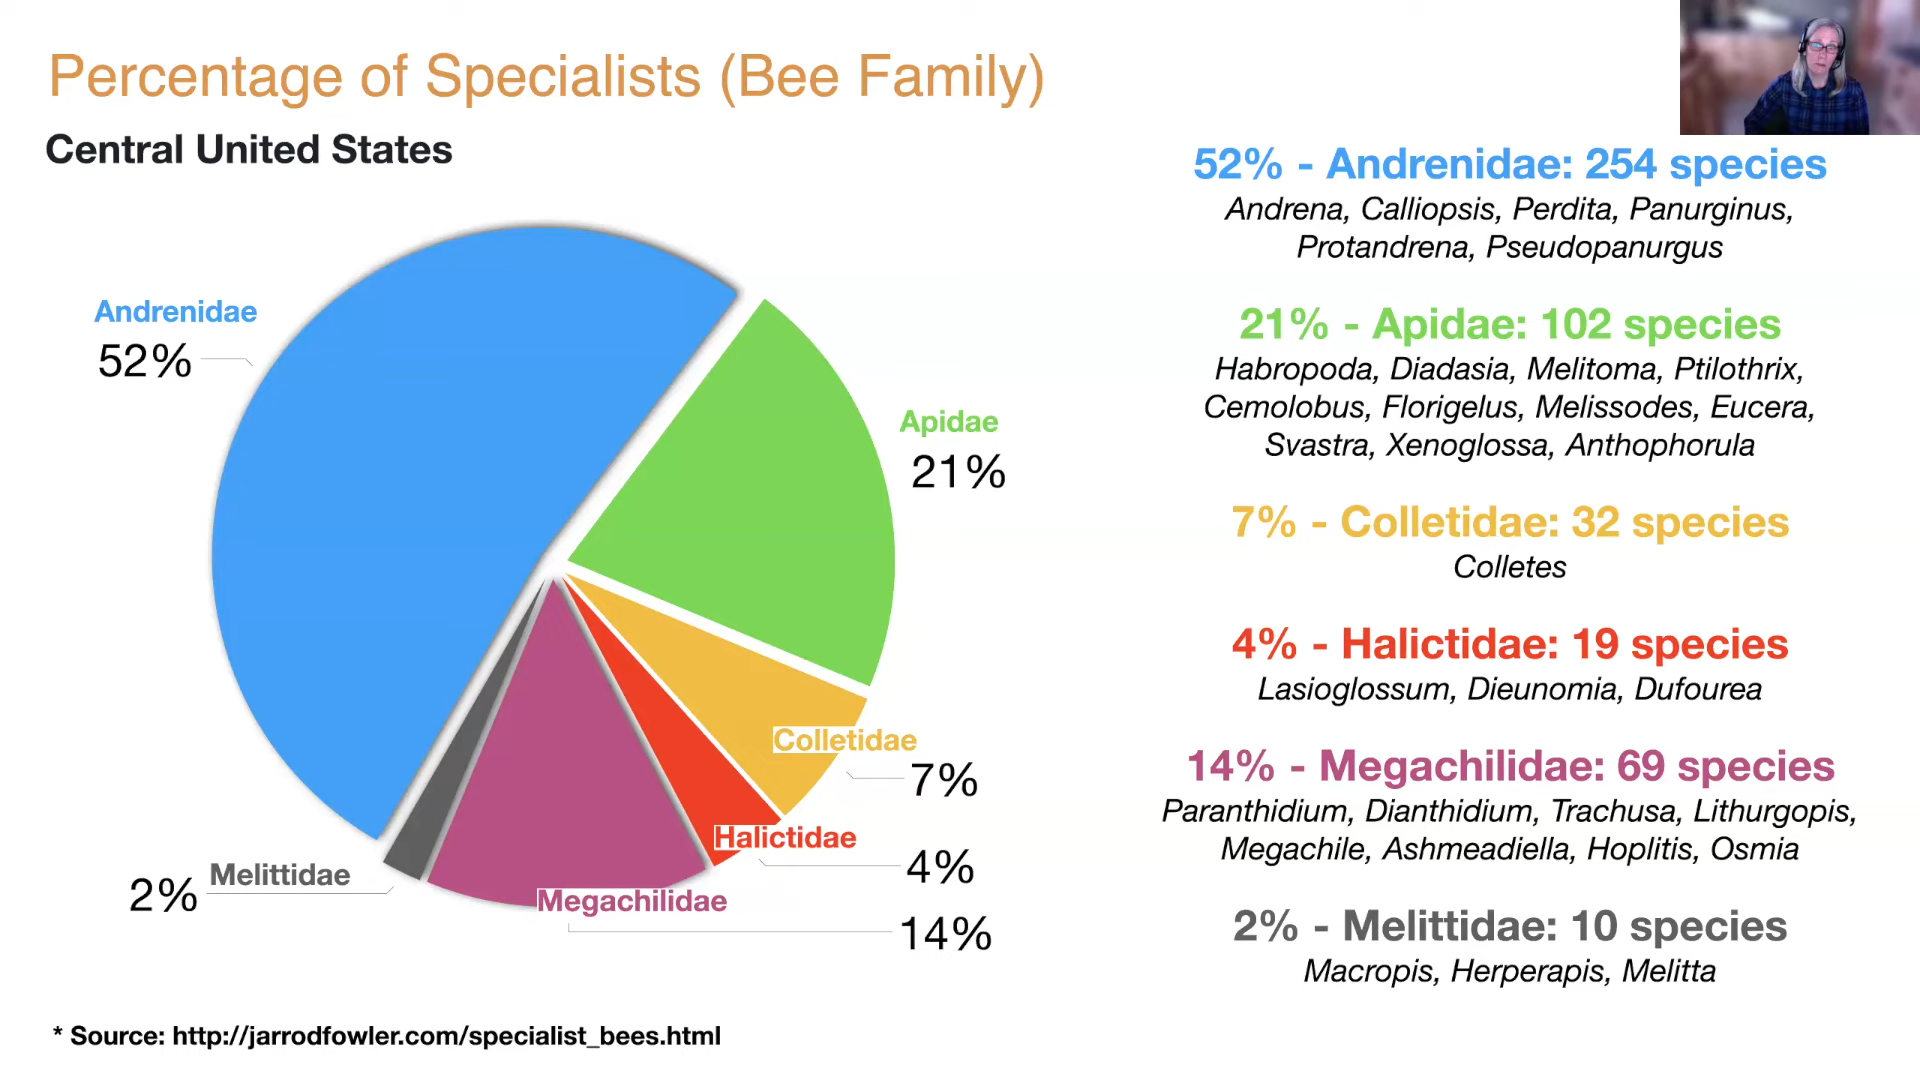 Percentage of Specialists (Bee Family)
Central United States
Andrenidae
52%
Apidae
21%
Colletidae
7%
Halictidae
4%
Megachilidae
14%
Melittidae
2%
52% - Andrenidae: 254 species
Andrena, Calliopsis, Perdita, Panurginus,
Protandrena, Pseudopanurgus
21% - Apidae: 102 species
Habropoda, Diadasia, Melitoma, Ptilothrix,
Cemolobus, Florigelus, Melissodes, Eucera,
Svastra, Xenoglossa, Anthophorula
7% - Colletidae: 32 species
Colletes
4% - Halictidae: 19 species
Lasioglossum, Dieunomia, Dufourea
14% - Megachilidae: 69 species
Paranthidium, Dianthidium, Trachusa, Lithurgopis,
Megachile, Ashmeadiella, Hoplitis, Osmia
2% - Melittidae: 10 species
Macropis, Herperapis, Melitta
* Source: http://jarrodfowler.com/specialist_bees.html